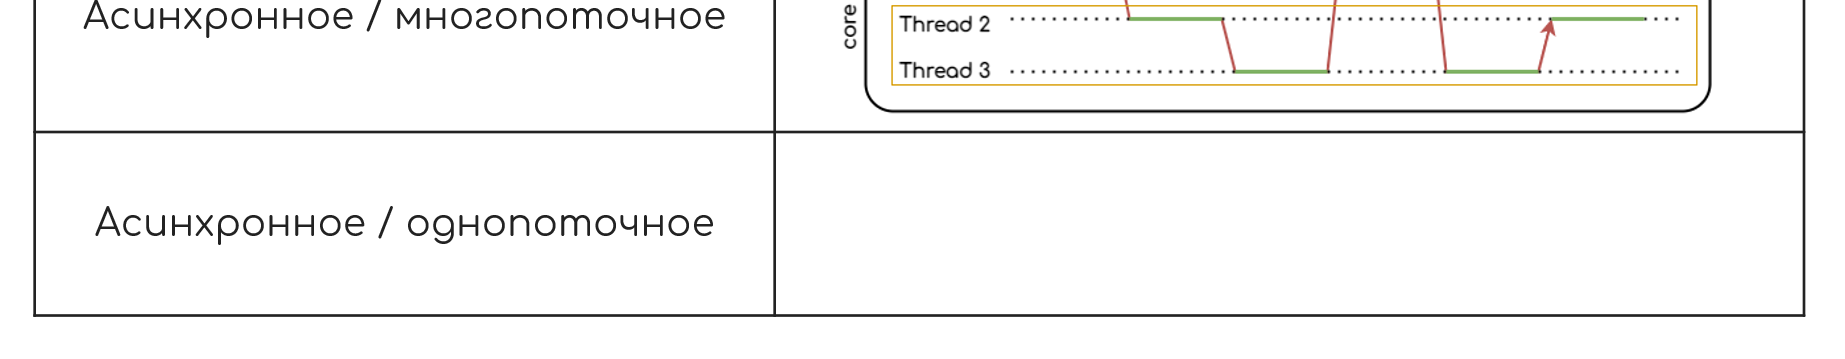 Асинхронное / многопоточное
core
Thread 2
Thread 3
Асинхронное / однопоточное